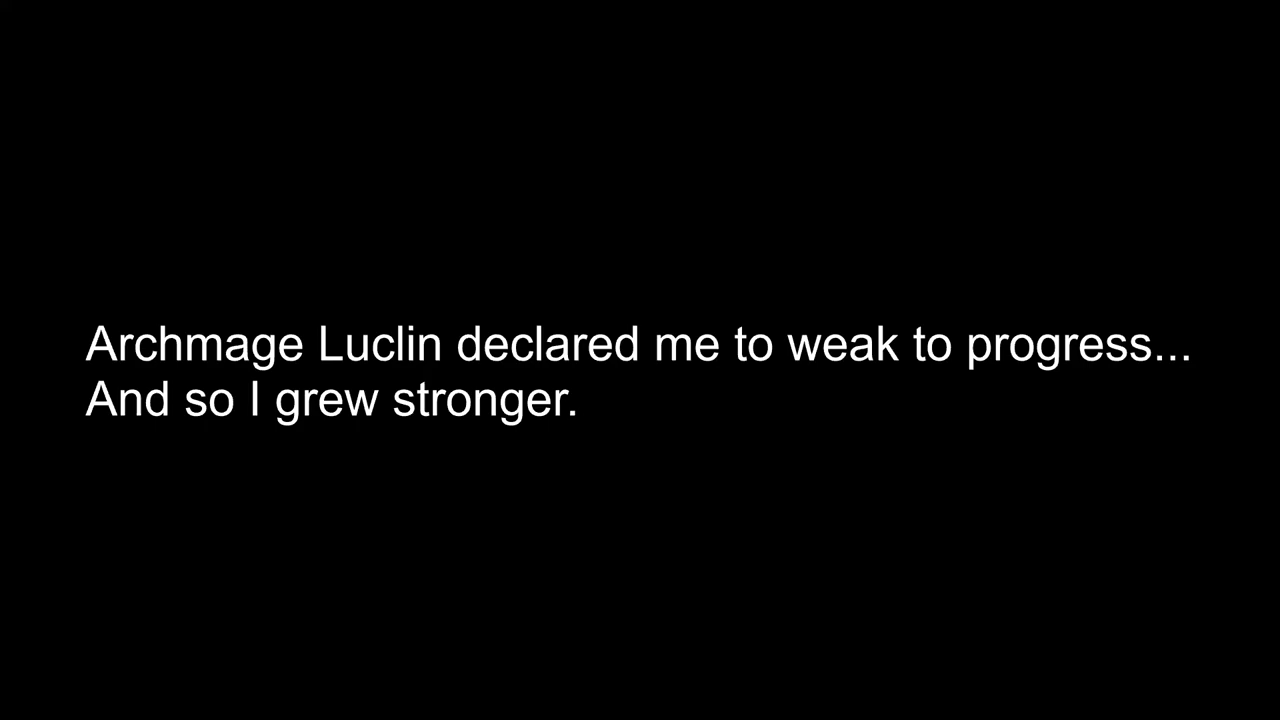 Archmage Luclin declared me to weak to progress...
And so I grew stronger.